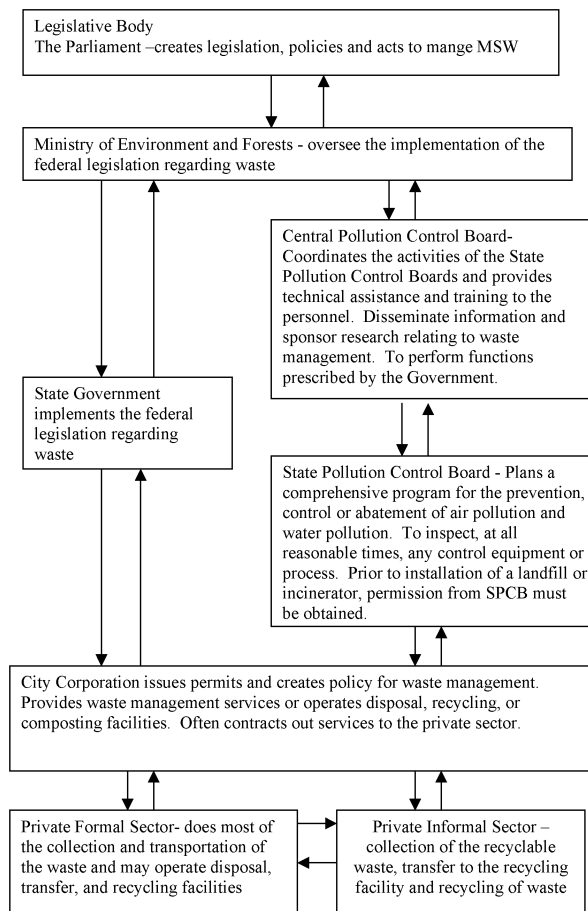 Legislative Body
The Parliament –creates legislation, policies and acts to mange MSW
Ministry of Environment and Forests - oversee the implementation of the
federal legislation regarding waste
Central Pollution Control Board-
Coordinates the activities of the State
Pollution Control Boards and provides
technical assistance and training to the
personnel.  Disseminate information and
sponsor research relating to waste
management.  To perform functions
prescribed by the Government.
State Government
implements the federal
legislation regarding
waste
State Pollution Control Board - Plans a
comprehensive program for the prevention,
control or abatement of air pollution and
water pollution.  To inspect, at all
reasonable times, any control equipment or
process.  Prior to installation of a landfill or
incinerator, permission from SPCB must
be obtained.
City Corporation issues permits and creates policy for waste management.
Provides waste management services or operates disposal, recycling, or
composting facilities.  Often contracts out services to the private sector.
Private Formal Sector- does most of
the collection and transportation of
the waste and may operate disposal,
transfer, and recycling facilities
Private Informal Sector –
collection of the recyclable
waste, transfer to the recycling
facility and recycling of waste